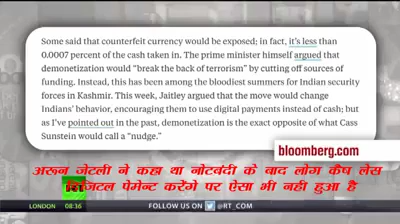 Some said that counterfeit currency would be exposed; in fact, it's less than
0.0007 percent of the cash taken in. The prime minister himself argued that
demonetization would "break the back of terrorism" by cutting off sources of
funding. Instead, this has been among the bloodiest summers for Indian security
forces in Kashmir. This week, Jaitley argued that the move would change
Indians' behavior, encouraging them to use digital payments instead of cash; but
as I've pointed out in the past, demonetization is the exact opposite of what Cass
Sunstein would call a "nudge."
bloomberg.com
अरून जेटली ने कहा था नोटबंदी के बाद लोग कैष लेस
पेमेन्ट करेंगे पर ऐसा भी नही हुआ है
RT
LONDON 08:36 @RT_COM